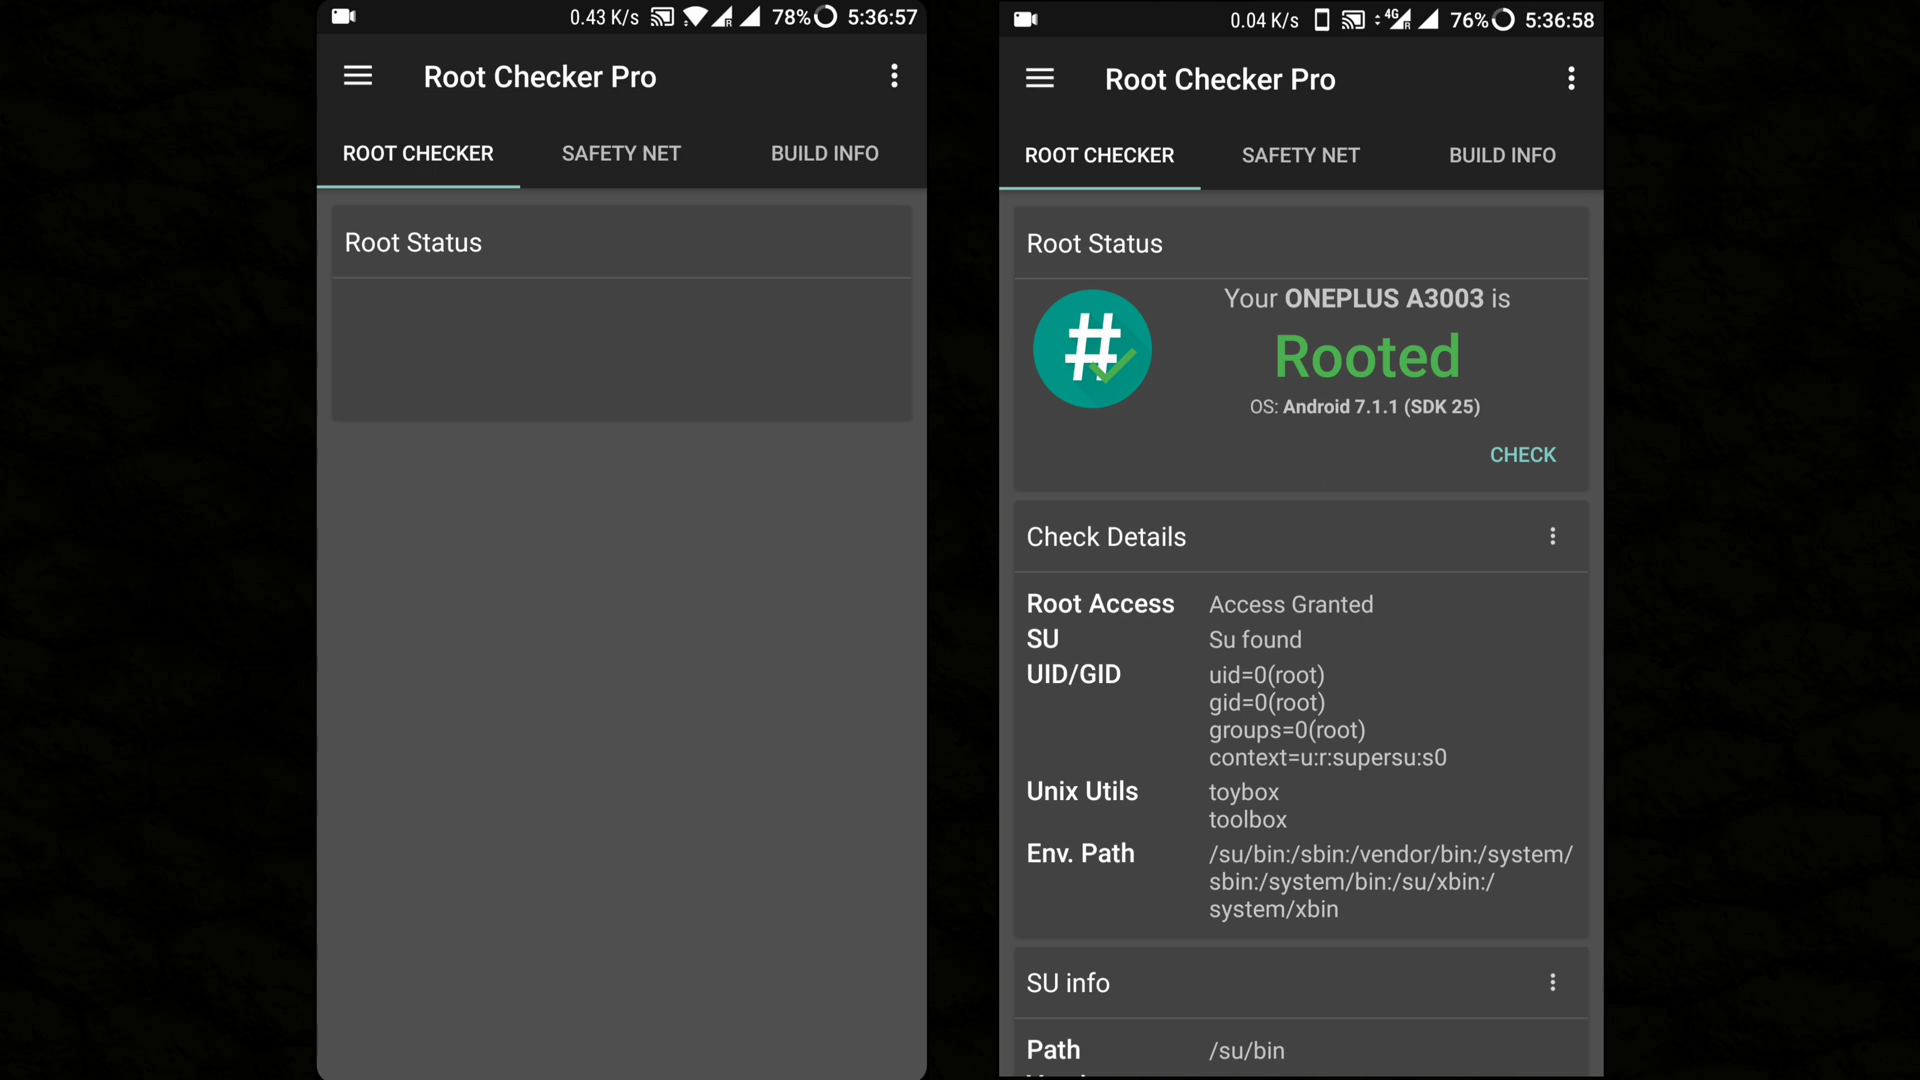 0.43 K/s R 78% 5:36:57
Root Checker Pro
ROOT CHECKER SAFETY NET BUILD INFO
Root Status
0.04 K/s 4G R 76% 5:36:58
Root Checker Pro
ROOT CHECKER SAFETY NET BUILD INFO
Root Status
#
Your ONEPLUS A3003 is
Rooted
OS: Android 7.1.1 (SDK 25)
CHECK
Check Details
Root Access Access Granted
SU Su found
UID/GID uid=0(root)
gid=0(root)
groups=0(root)
context=u:r:supersu:s0
Unix Utils toybox
toolbox
Env. Path /su/bin:/sbin:/vendor/bin:/system/
sbin:/system/bin:/su/xbin:/
system/xbin
SU info
Path /su/bin